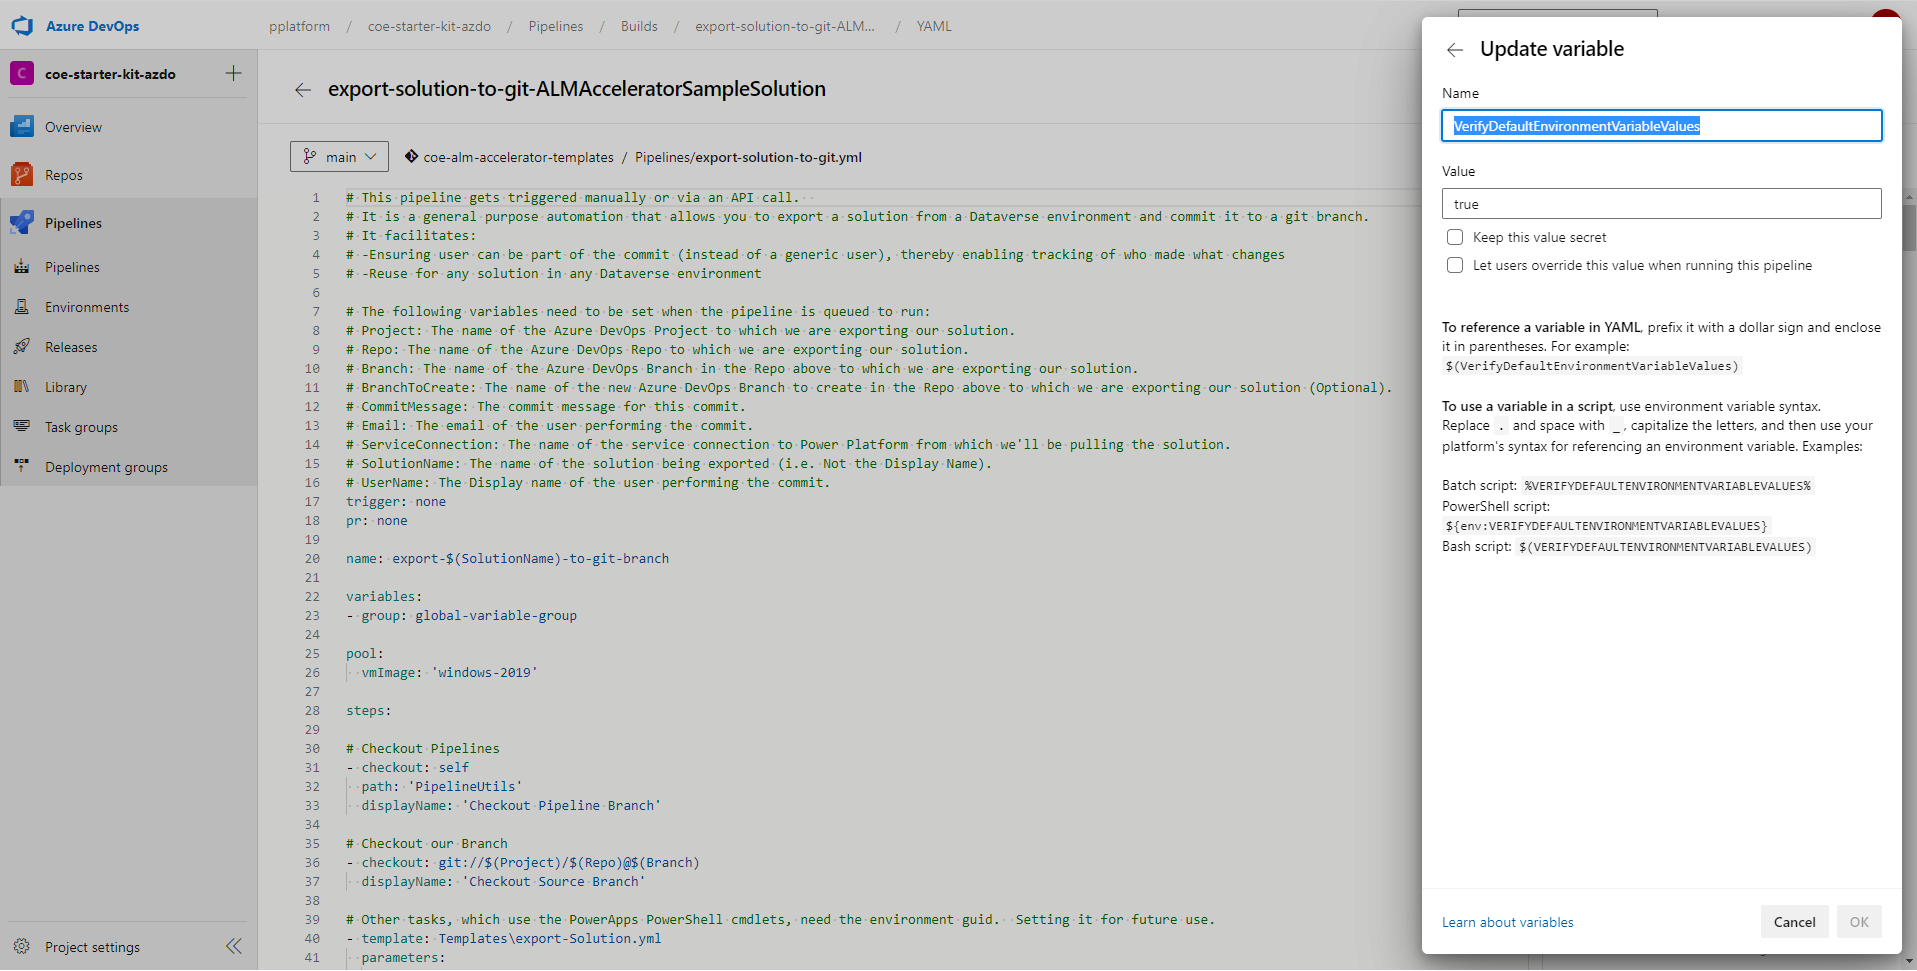 Azure DevOps
pplatform / coe-starter-kit-azdo / Pipelines / Builds / export-solution-to-git-ALM... / YAML
C coe-starter-kit-azdo
Overview
Repos
Pipelines
Pipelines
Environments
Releases
Library
Task groups
Deployment groups
Project settings
export-solution-to-git-ALMAcceleratorSampleSolution
main coe-alm-accelerator-templates / Pipelines/export-solution-to-git.yml
1 # This pipeline gets triggered manually or via an API call.
2 # It is a general purpose automation that allows you to export a solution from a Dataverse environment and commit it to a git branch.
3 # It facilitates:
4 # -Ensuring user can be part of the commit (instead of a generic user), thereby enabling tracking of who made what changes
5 # -Reuse for any solution in any Dataverse environment
6
7 # The following variables need to be set when the pipeline is queued to run:
8 # Project: The name of the Azure DevOps Project to which we are exporting our solution.
9 # Repo: The name of the Azure DevOps Repo to which we are exporting our solution.
10 # Branch: The name of the Azure DevOps Branch in the Repo above to which we are exporting our solution.
11 # BranchToCreate: The name of the new Azure DevOps Branch to create in the Repo above to which we are exporting our solution (Optional).
12 # CommitMessage: The commit message for this commit.
13 # Email: The email of the user performing the commit.
14 # ServiceConnection: The name of the service connection to Power Platform from which we'll be pulling the solution.
15 # SolutionName: The name of the solution being exported (i.e. Not the Display Name).
16 # UserName: The Display name of the user performing the commit.
17 trigger: none
18 pr: none
19
20 name: export-$(SolutionName)-to-git-branch
21
22 variables:
23 - group: global-variable-group
24
25 pool:
26 vmImage: 'windows-2019'
27
28 steps:
29
30 # Checkout Pipelines
31 - checkout: self
32 path: 'PipelineUtils'
33 displayName: 'Checkout Pipeline Branch'
34
35 # Checkout our Branch
36 - checkout: git://$(Project)/$(Repo)@$(Branch)
37 displayName: 'Checkout Source Branch'
38
39 # Other tasks, which use the PowerApps PowerShell cmdlets, need the environment guid. Setting it for future use.
40 - template: Templates\export-Solution.yml
41 parameters:
Update variable
Name
VerifyDefaultEnvironmentVariableValues
Value
true
Keep this value secret
Let users override this value when running this pipeline
To reference a variable in YAML, prefix it with a dollar sign and enclose
it in parentheses. For example:
$(VerifyDefaultEnvironmentVariableValues)
To use a variable in a script, use environment variable syntax.
Replace . and space with _, capitalize the letters, and then use your
platform's syntax for referencing an environment variable. Examples:
Batch script: %VERIFYDEFAULTENVIRONMENTVARIABLEVALUES%
PowerShell script:
${env:VERIFYDEFAULTENVIRONMENTVARIABLEVALUES}
Bash script: $(VERIFYDEFAULTENVIRONMENTVARIABLEVALUES)
Learn about variables
Cancel
OK